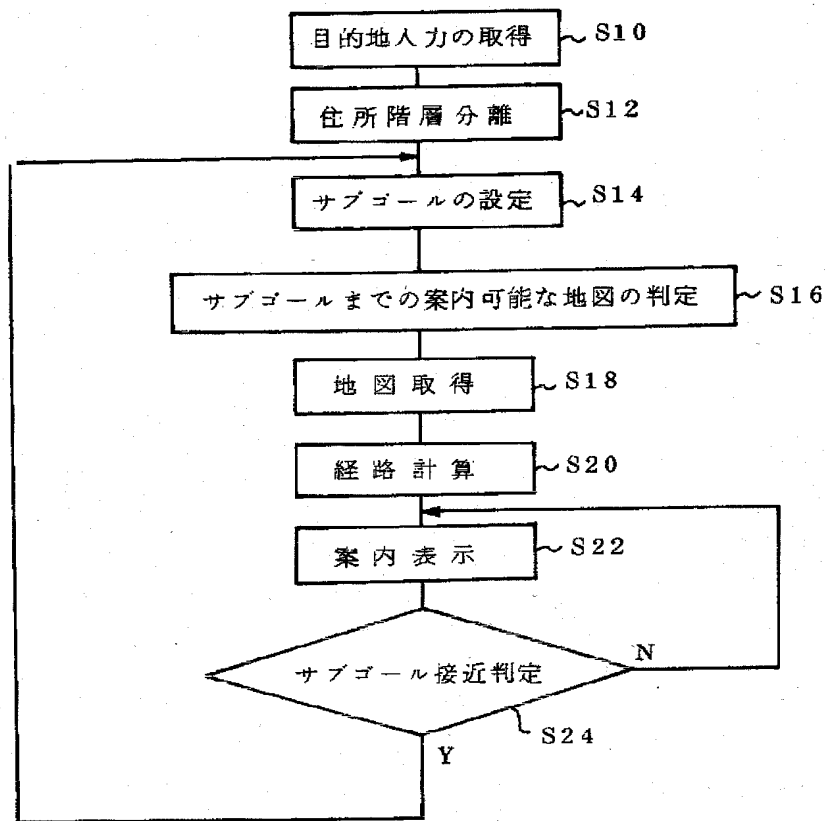 目的地入力の取得 S10
住所階層分離 S12
サブゴールの設定 S14
サブゴールまでの案内可能な地図の判定 S16
地図取得 S18
経路計算 S20
案内表示 S22
サブゴール接近判定 N
S24
Y